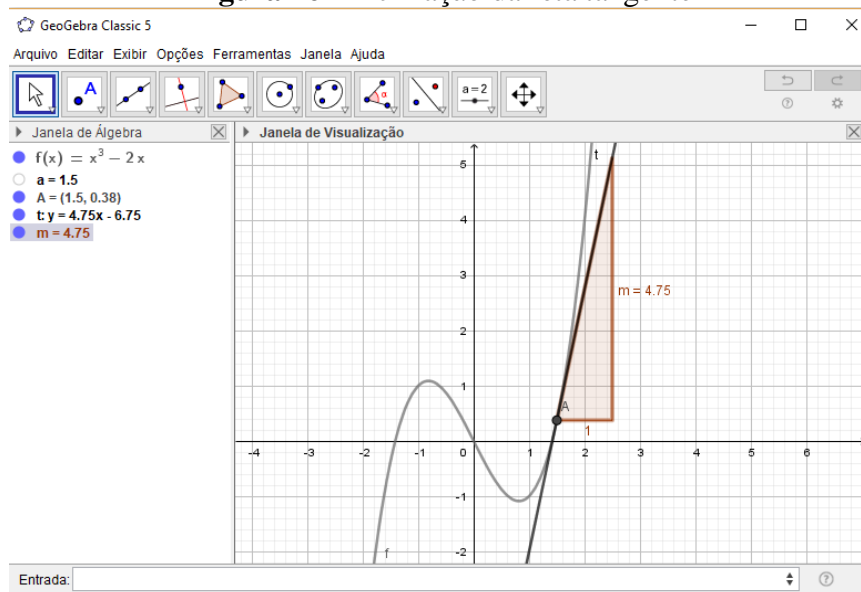 GeoGebra Classic 5
Arquivo Editar Exibir Opções Ferramentas Janela Ajuda
A
α
a = 2
Janela de Álgebra
f(x) = x³ − 2 x
a = 1.5
A = (1.5, 0.38)
t: y = 4.75x - 6.75
m = 4.75
Janela de Visualização
t
5
4
3
m = 4.75
2
1
A
1
-4 -3 -2 -1 0 1 2 3 4 5 6
-1
-2
f
Entrada: